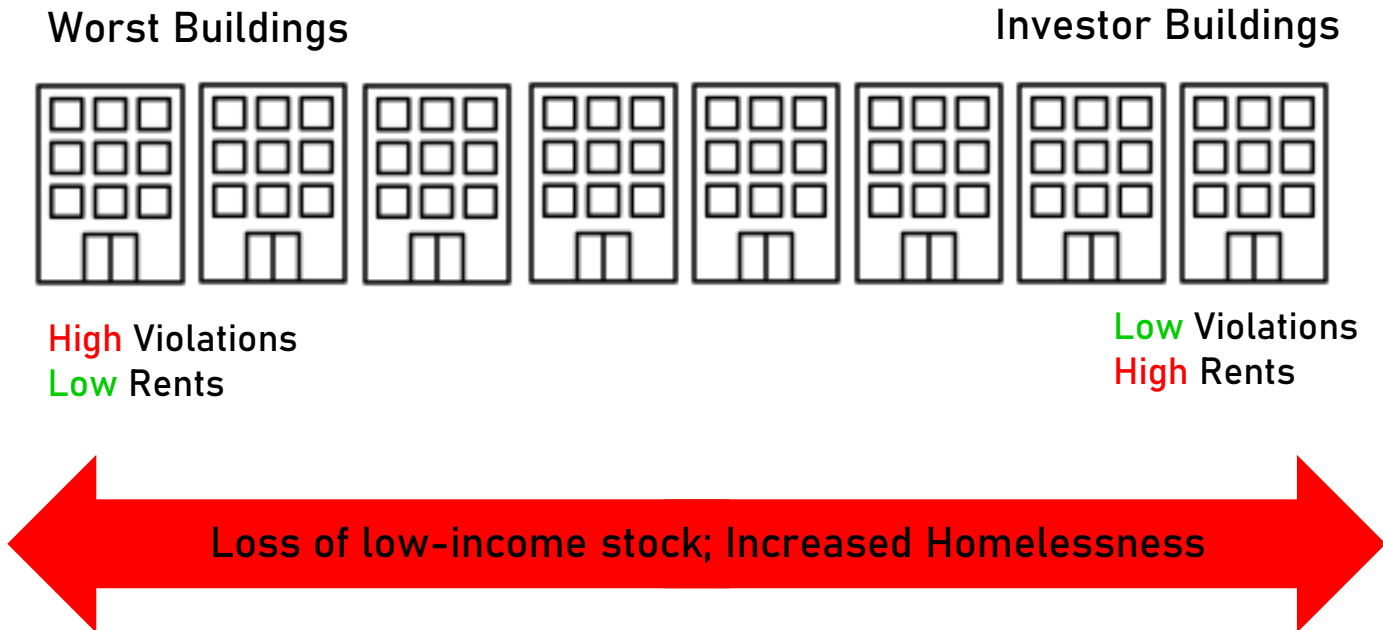 Worst Buildings
Investor Buildings
High Violations
Low Rents
Low Violations
High Rents
Loss of low-income stock; Increased Homelessness